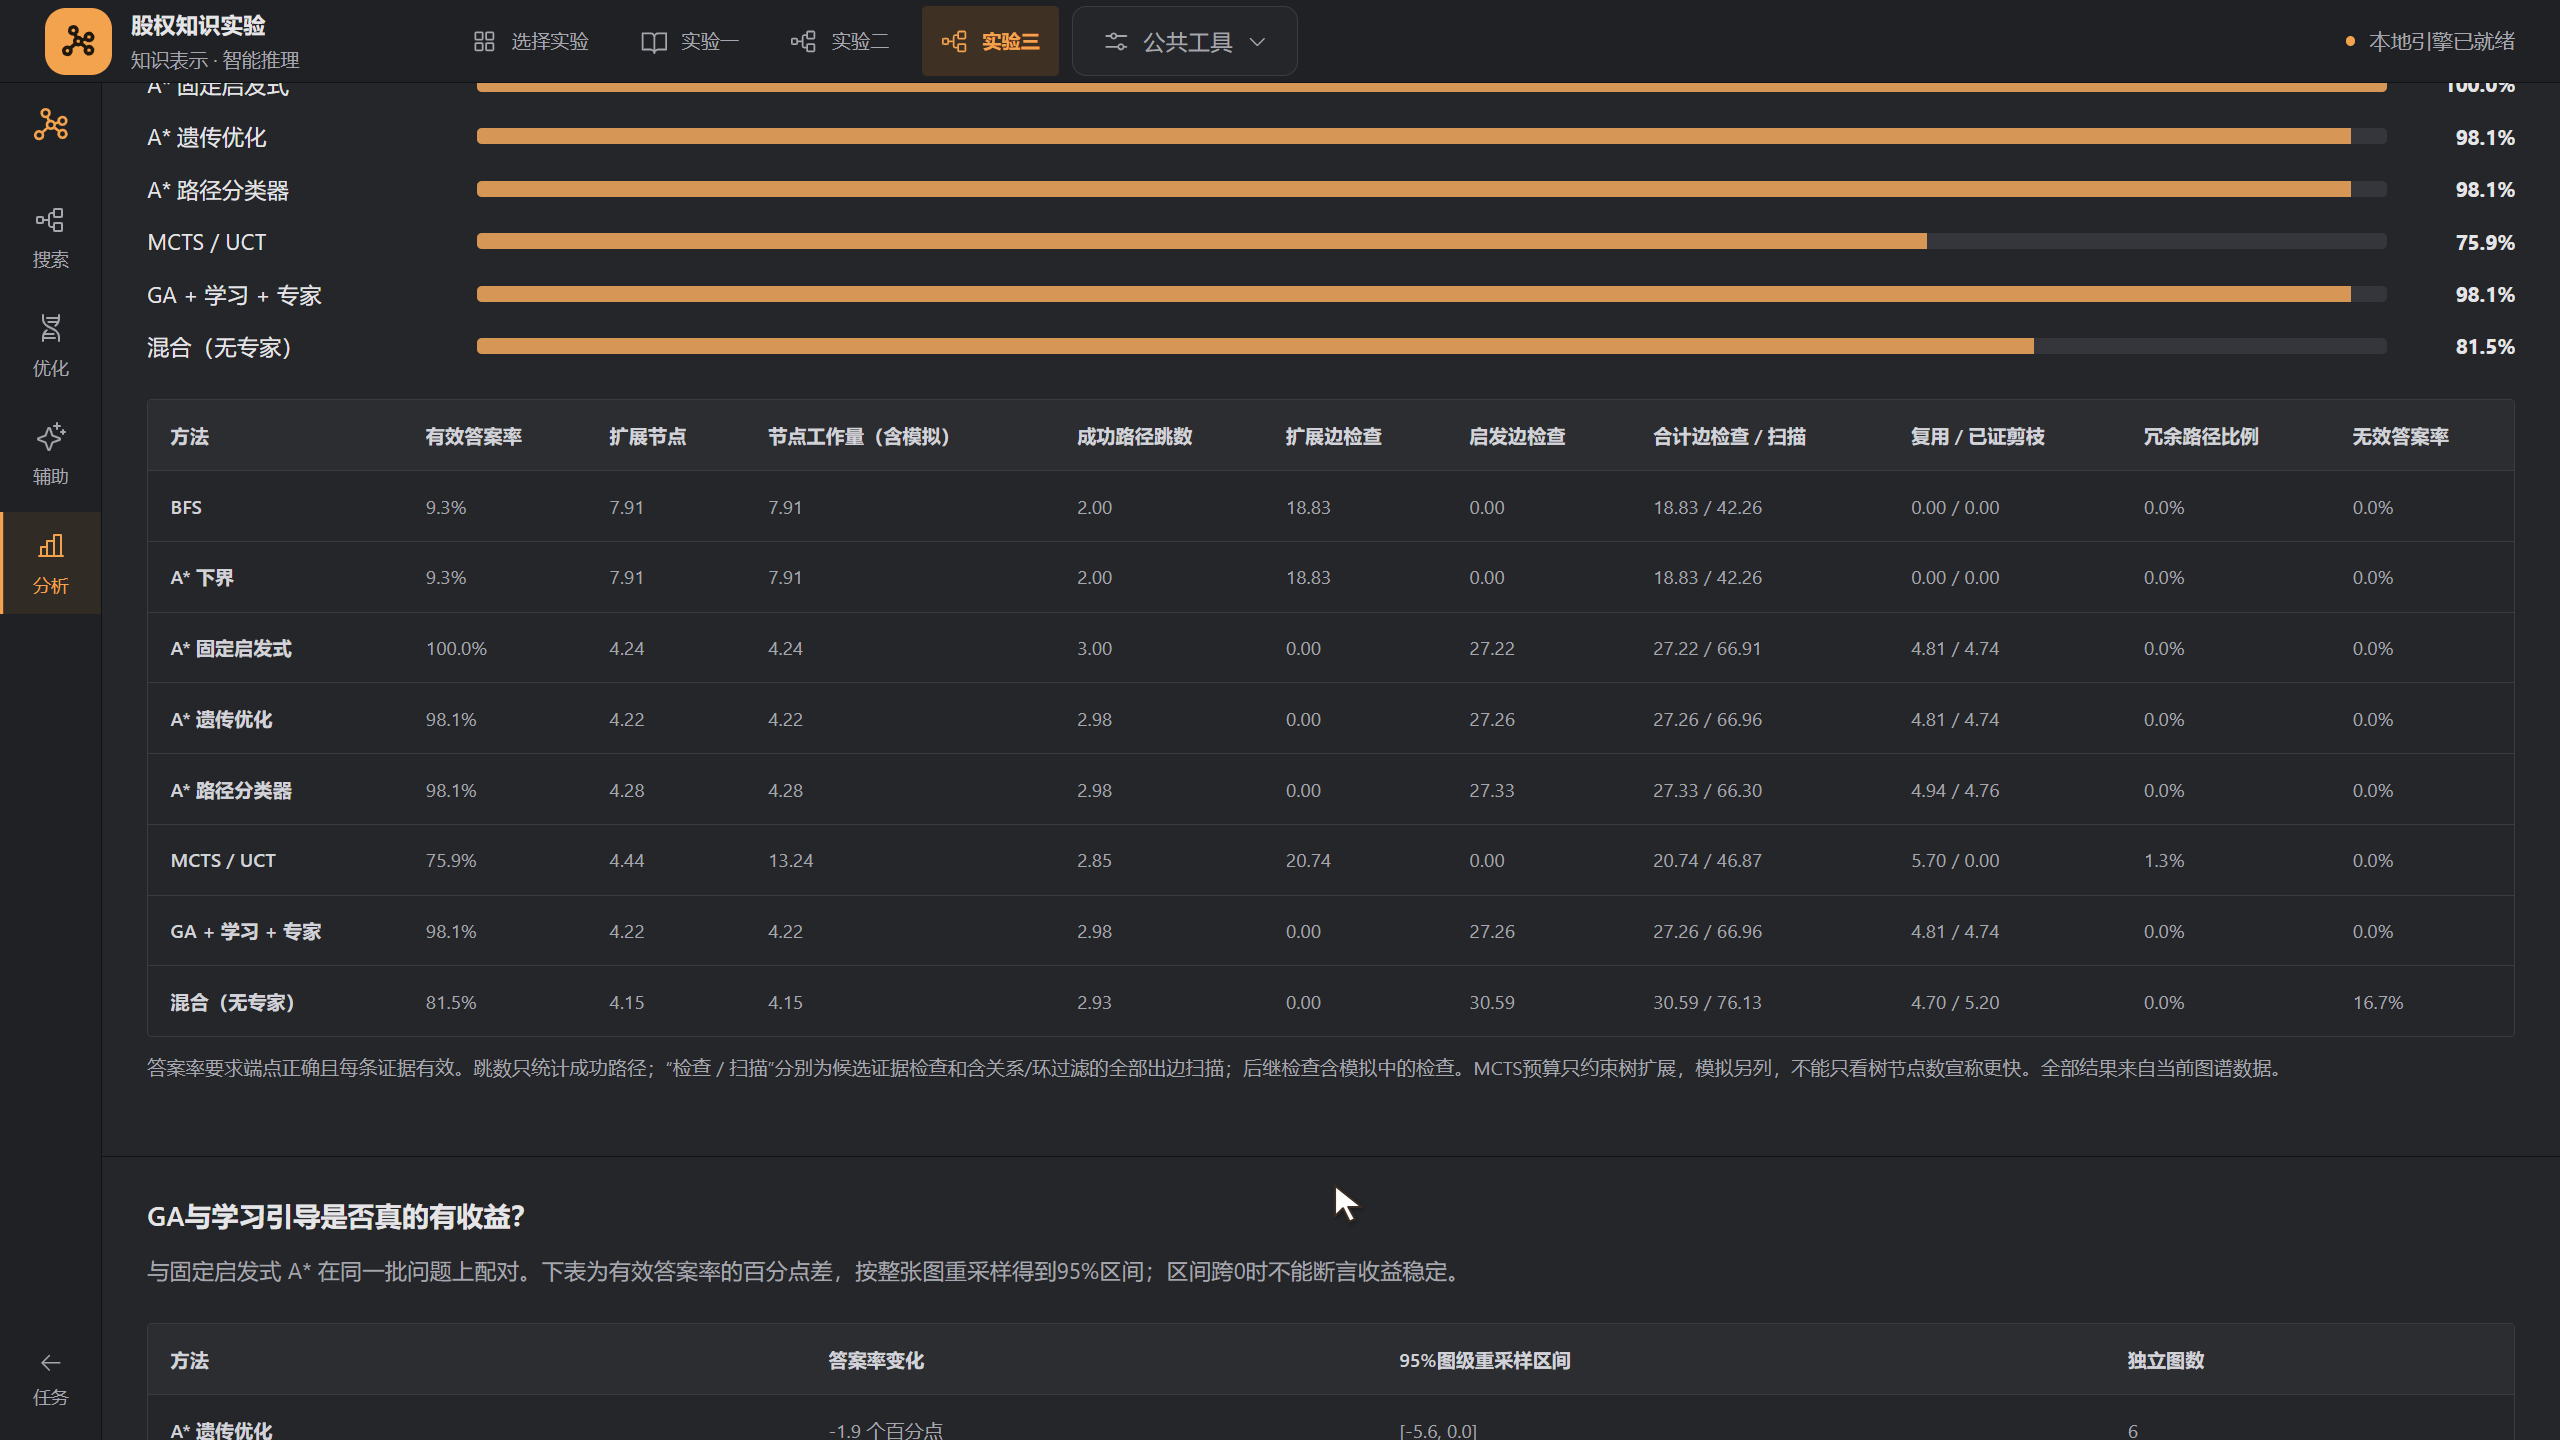 股权知识实验
知识表示 · 智能推理
选择实验
实验一
实验二
实验三
公共工具
本地引擎已就绪
搜索
优化
辅助
分析
任务
A* 固定启发式 100.0%
A* 遗传优化 98.1%
A* 路径分类器 98.1%
MCTS / UCT 75.9%
GA + 学习 + 专家 98.1%
混合（无专家） 81.5%
方法 有效答案率 扩展节点 节点工作量（含模拟） 成功路径跳数 扩展边检查 启发边检查 合计边检查 / 扫描 复用 / 已证剪枝 冗余路径比例 无效答案率
BFS 9.3% 7.91 7.91 2.00 18.83 0.00 18.83 / 42.26 0.00 / 0.00 0.0% 0.0%
A* 下界 9.3% 7.91 7.91 2.00 18.83 0.00 18.83 / 42.26 0.00 / 0.00 0.0% 0.0%
A* 固定启发式 100.0% 4.24 4.24 3.00 0.00 27.22 27.22 / 66.91 4.81 / 4.74 0.0% 0.0%
A* 遗传优化 98.1% 4.22 4.22 2.98 0.00 27.26 27.26 / 66.96 4.81 / 4.74 0.0% 0.0%
A* 路径分类器 98.1% 4.28 4.28 2.98 0.00 27.33 27.33 / 66.30 4.94 / 4.76 0.0% 0.0%
MCTS / UCT 75.9% 4.44 13.24 2.85 20.74 0.00 20.74 / 46.87 5.70 / 0.00 1.3% 0.0%
GA + 学习 + 专家 98.1% 4.22 4.22 2.98 0.00 27.26 27.26 / 66.96 4.81 / 4.74 0.0% 0.0%
混合（无专家） 81.5% 4.15 4.15 2.93 0.00 30.59 30.59 / 76.13 4.70 / 5.20 0.0% 16.7%
答案率要求端点正确且每条证据有效。跳数只统计成功路径；“检查 / 扫描”分别为候选证据检查和含关系/环过滤的全部出边扫描；后继检查含模拟中的检查。MCTS预算只约束树扩展，模拟另列，不能只看树节点数宣称更快。全部结果来自当前图谱数据。
GA与学习引导是否真的有收益？
与固定启发式 A* 在同一批问题上配对。下表为有效答案率的百分点差，按整张图重采样得到95%区间；区间跨0时不能断言收益稳定。
方法 答案率变化 95%图级重采样区间 独立图数
A* 遗传优化 -1.9 个百分点 [-5.6, 0.0] 6